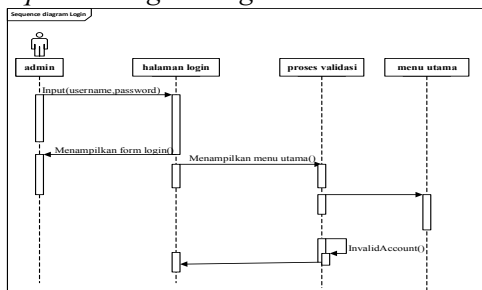 Sequence diagram Login
admin
halaman login
proses validasi
menu utama
Input(username,password)
Menampilkan form login()
Menampilkan menu utama()
InvalidAccount()